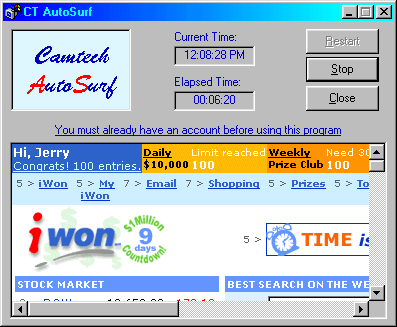 CT AutoSurf
Camtech
AutoSurf
Current Time:
12:08:28 PM
Elapsed Time:
00:06:20
Restart
Stop
Close
You must already have an account before using this program
Hi, Jerry
Congrats! 100 entries.
Daily
$10,000
Limit reached
100
Weekly
Prize Club
Need 30
100
5 > iWon 5 > My iWon 7 > Email 7 > Shopping 5 > Prizes 5 > To
iwon
$1Million
9
days
Countdown!
5 >
TIME is
STOCK MARKET
BEST SEARCH ON THE WE